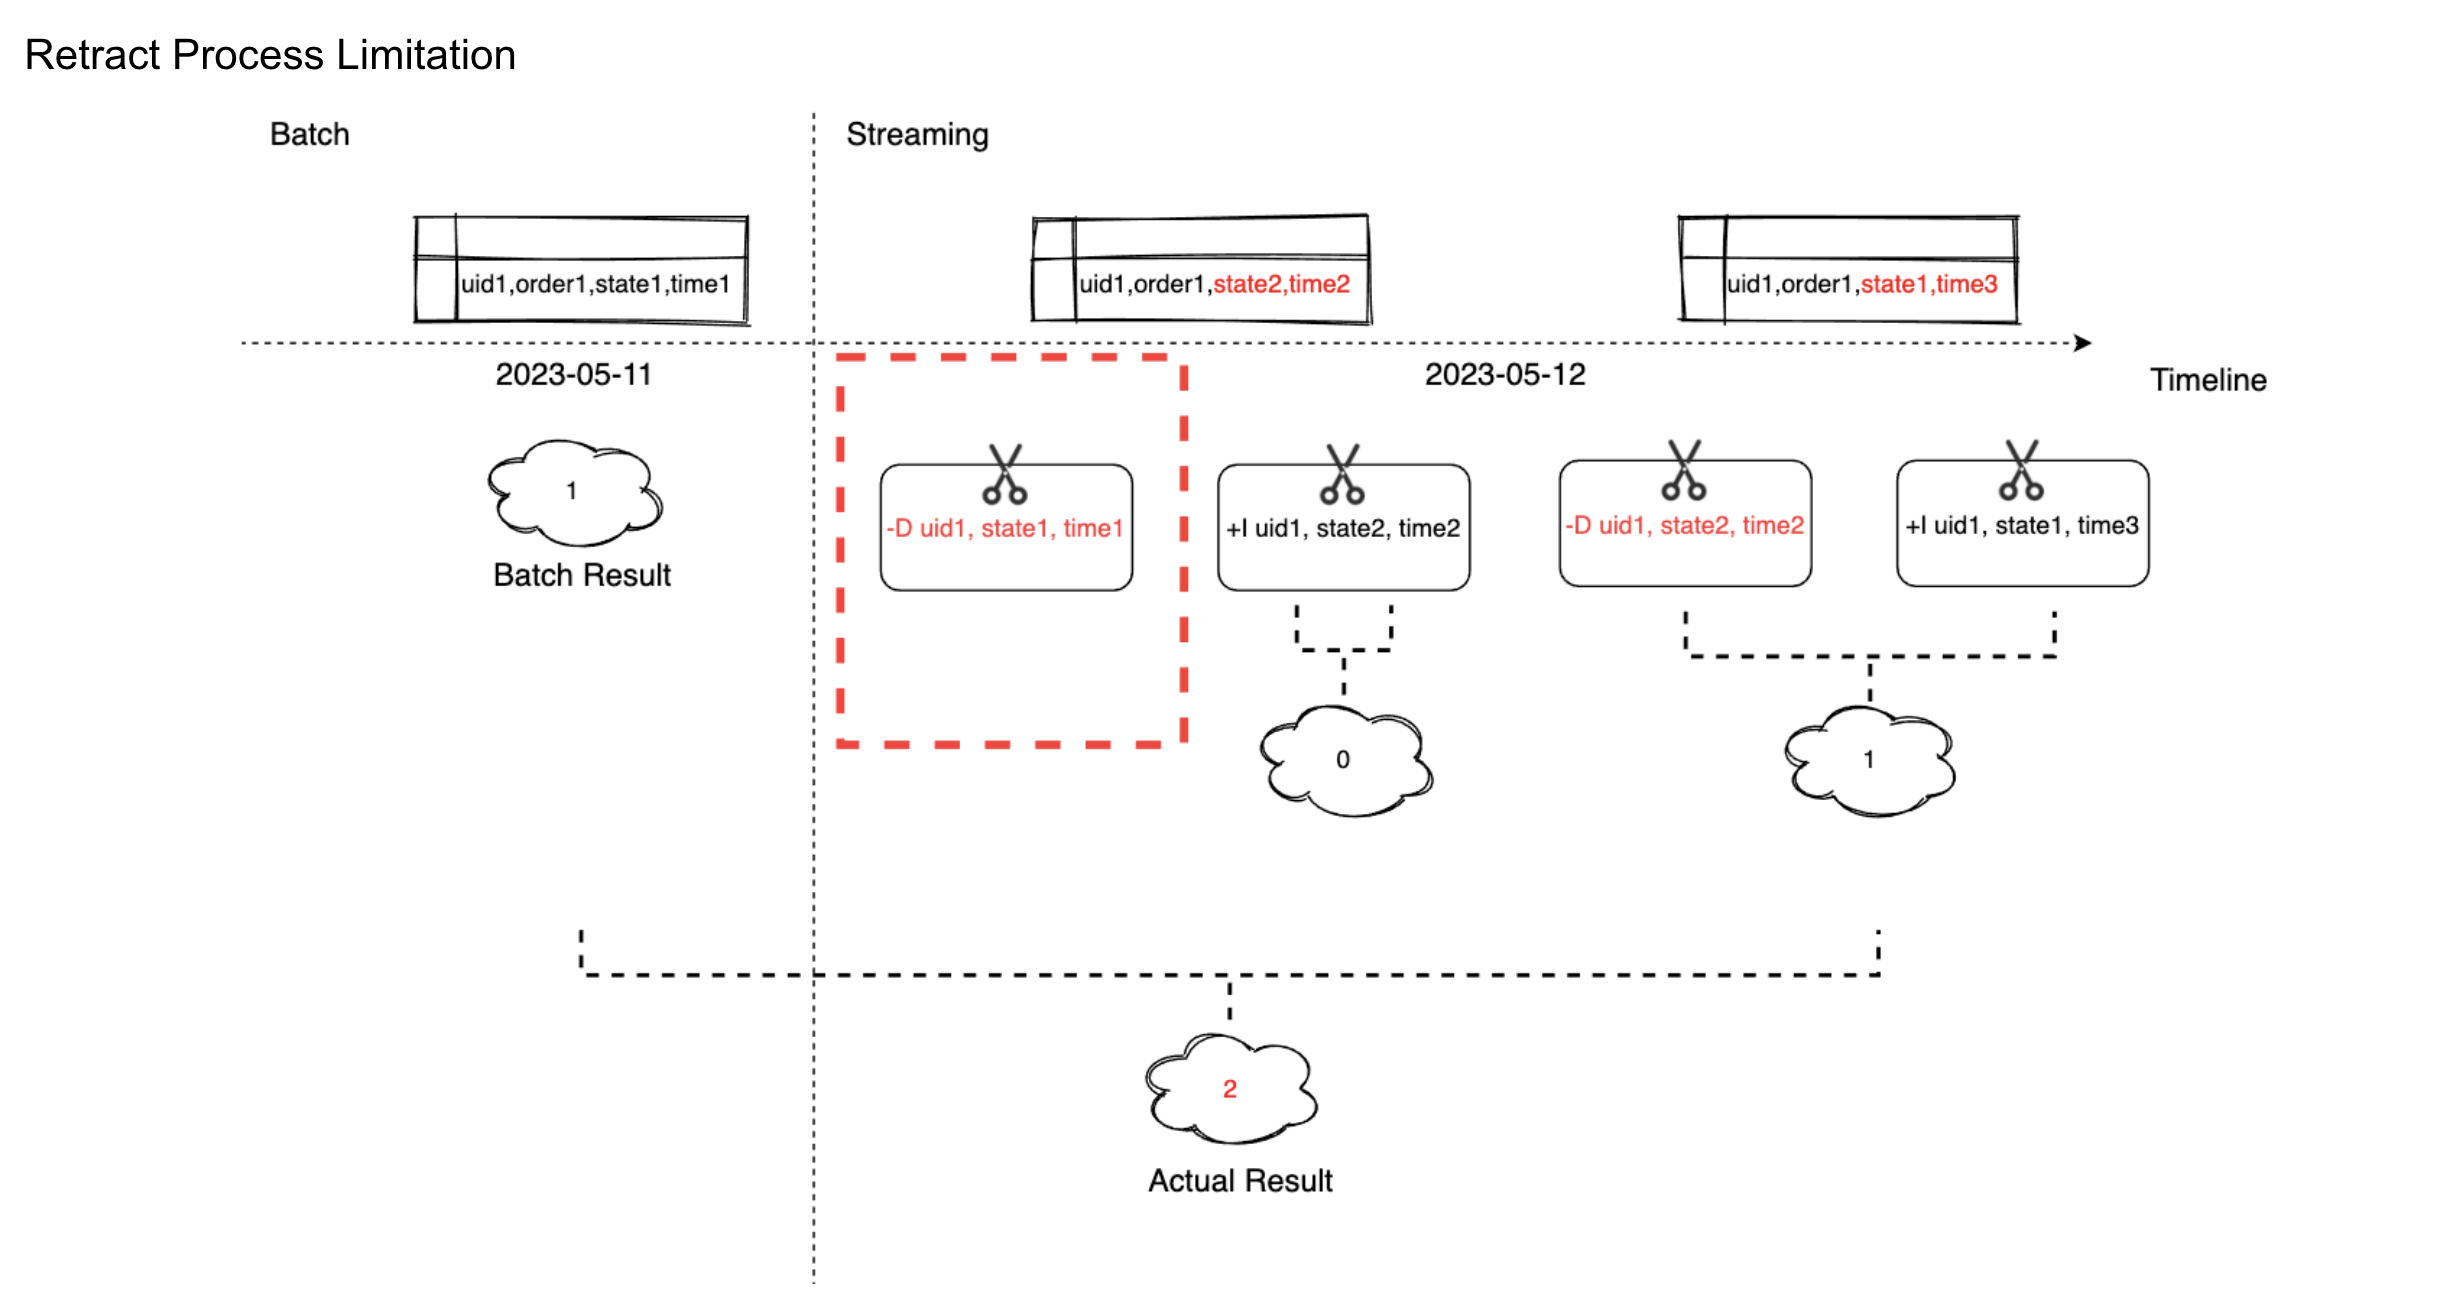 Retract Process Limitation
Batch
Streaming
uid1,order1,state1,time1
uid1,order1,state2,time2
uid1,order1,state1,time3
2023-05-11
2023-05-12
Timeline
1
Batch Result
-D uid1, state1, time1
+I uid1, state2, time2
-D uid1, state2, time2
+I uid1, state1, time3
0
1
2
Actual Result